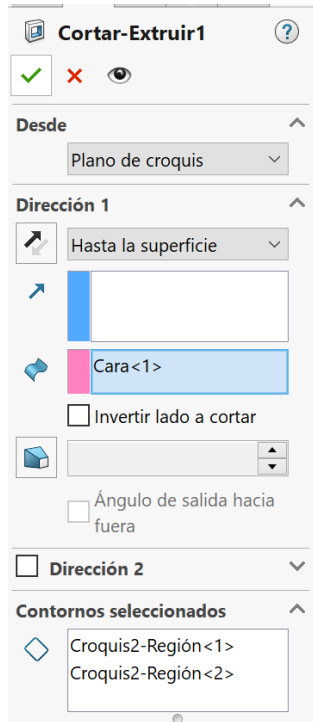 Cortar-Extruir1
?
Desde
Plano de croquis
Dirección 1
Hasta la superficie
Cara<1>
Invertir lado a cortar
Ángulo de salida hacia
fuera
Dirección 2
Contornos seleccionados
Croquis2-Región<1>
Croquis2-Región<2>